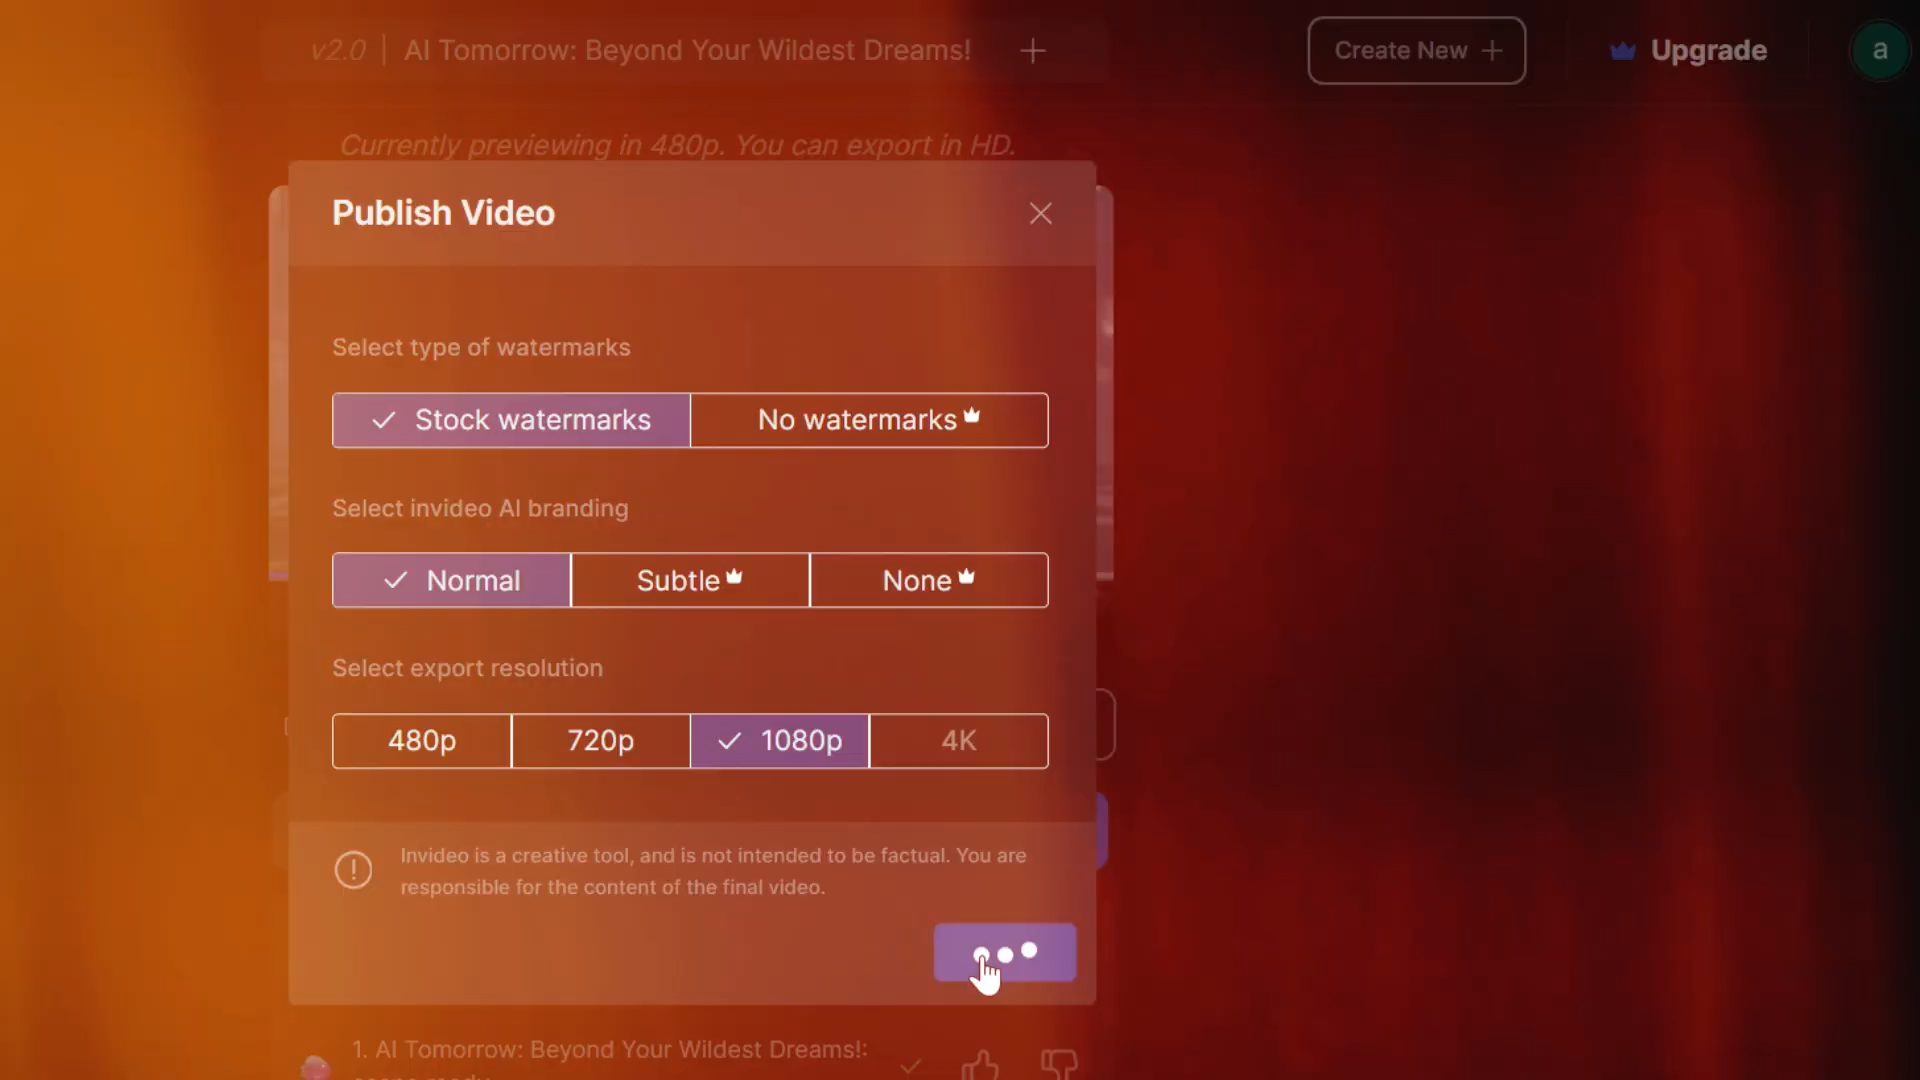 v2.0 | AI Tomorrow: Beyond Your Wildest Dreams! +
Create New +
Upgrade
a
Currently previewing in 480p. You can export in HD.
Publish Video
Select type of watermarks
Stock watermarks
No watermarks
Select invideo AI branding
Normal
Subtle
None
Select export resolution
480p
720p
1080p
4K
Invideo is a creative tool, and is not intended to be factual. You are
responsible for the content of the final video.
1. AI Tomorrow: Beyond Your Wildest Dreams!: